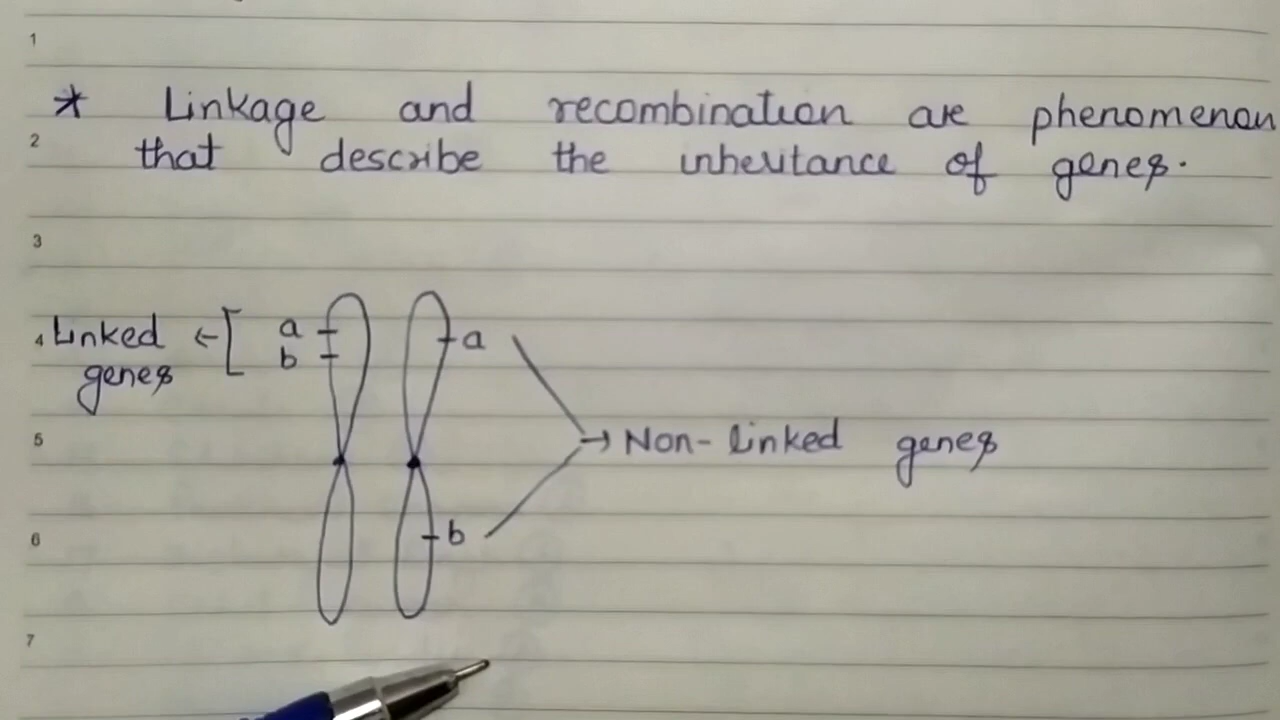 1
* Linkage and recombination are phenomenon
2
that describe the inheritance of genes.
3
4 Linked ← [ a
b
genes
a
5
→ Non-linked genes
6
b
7